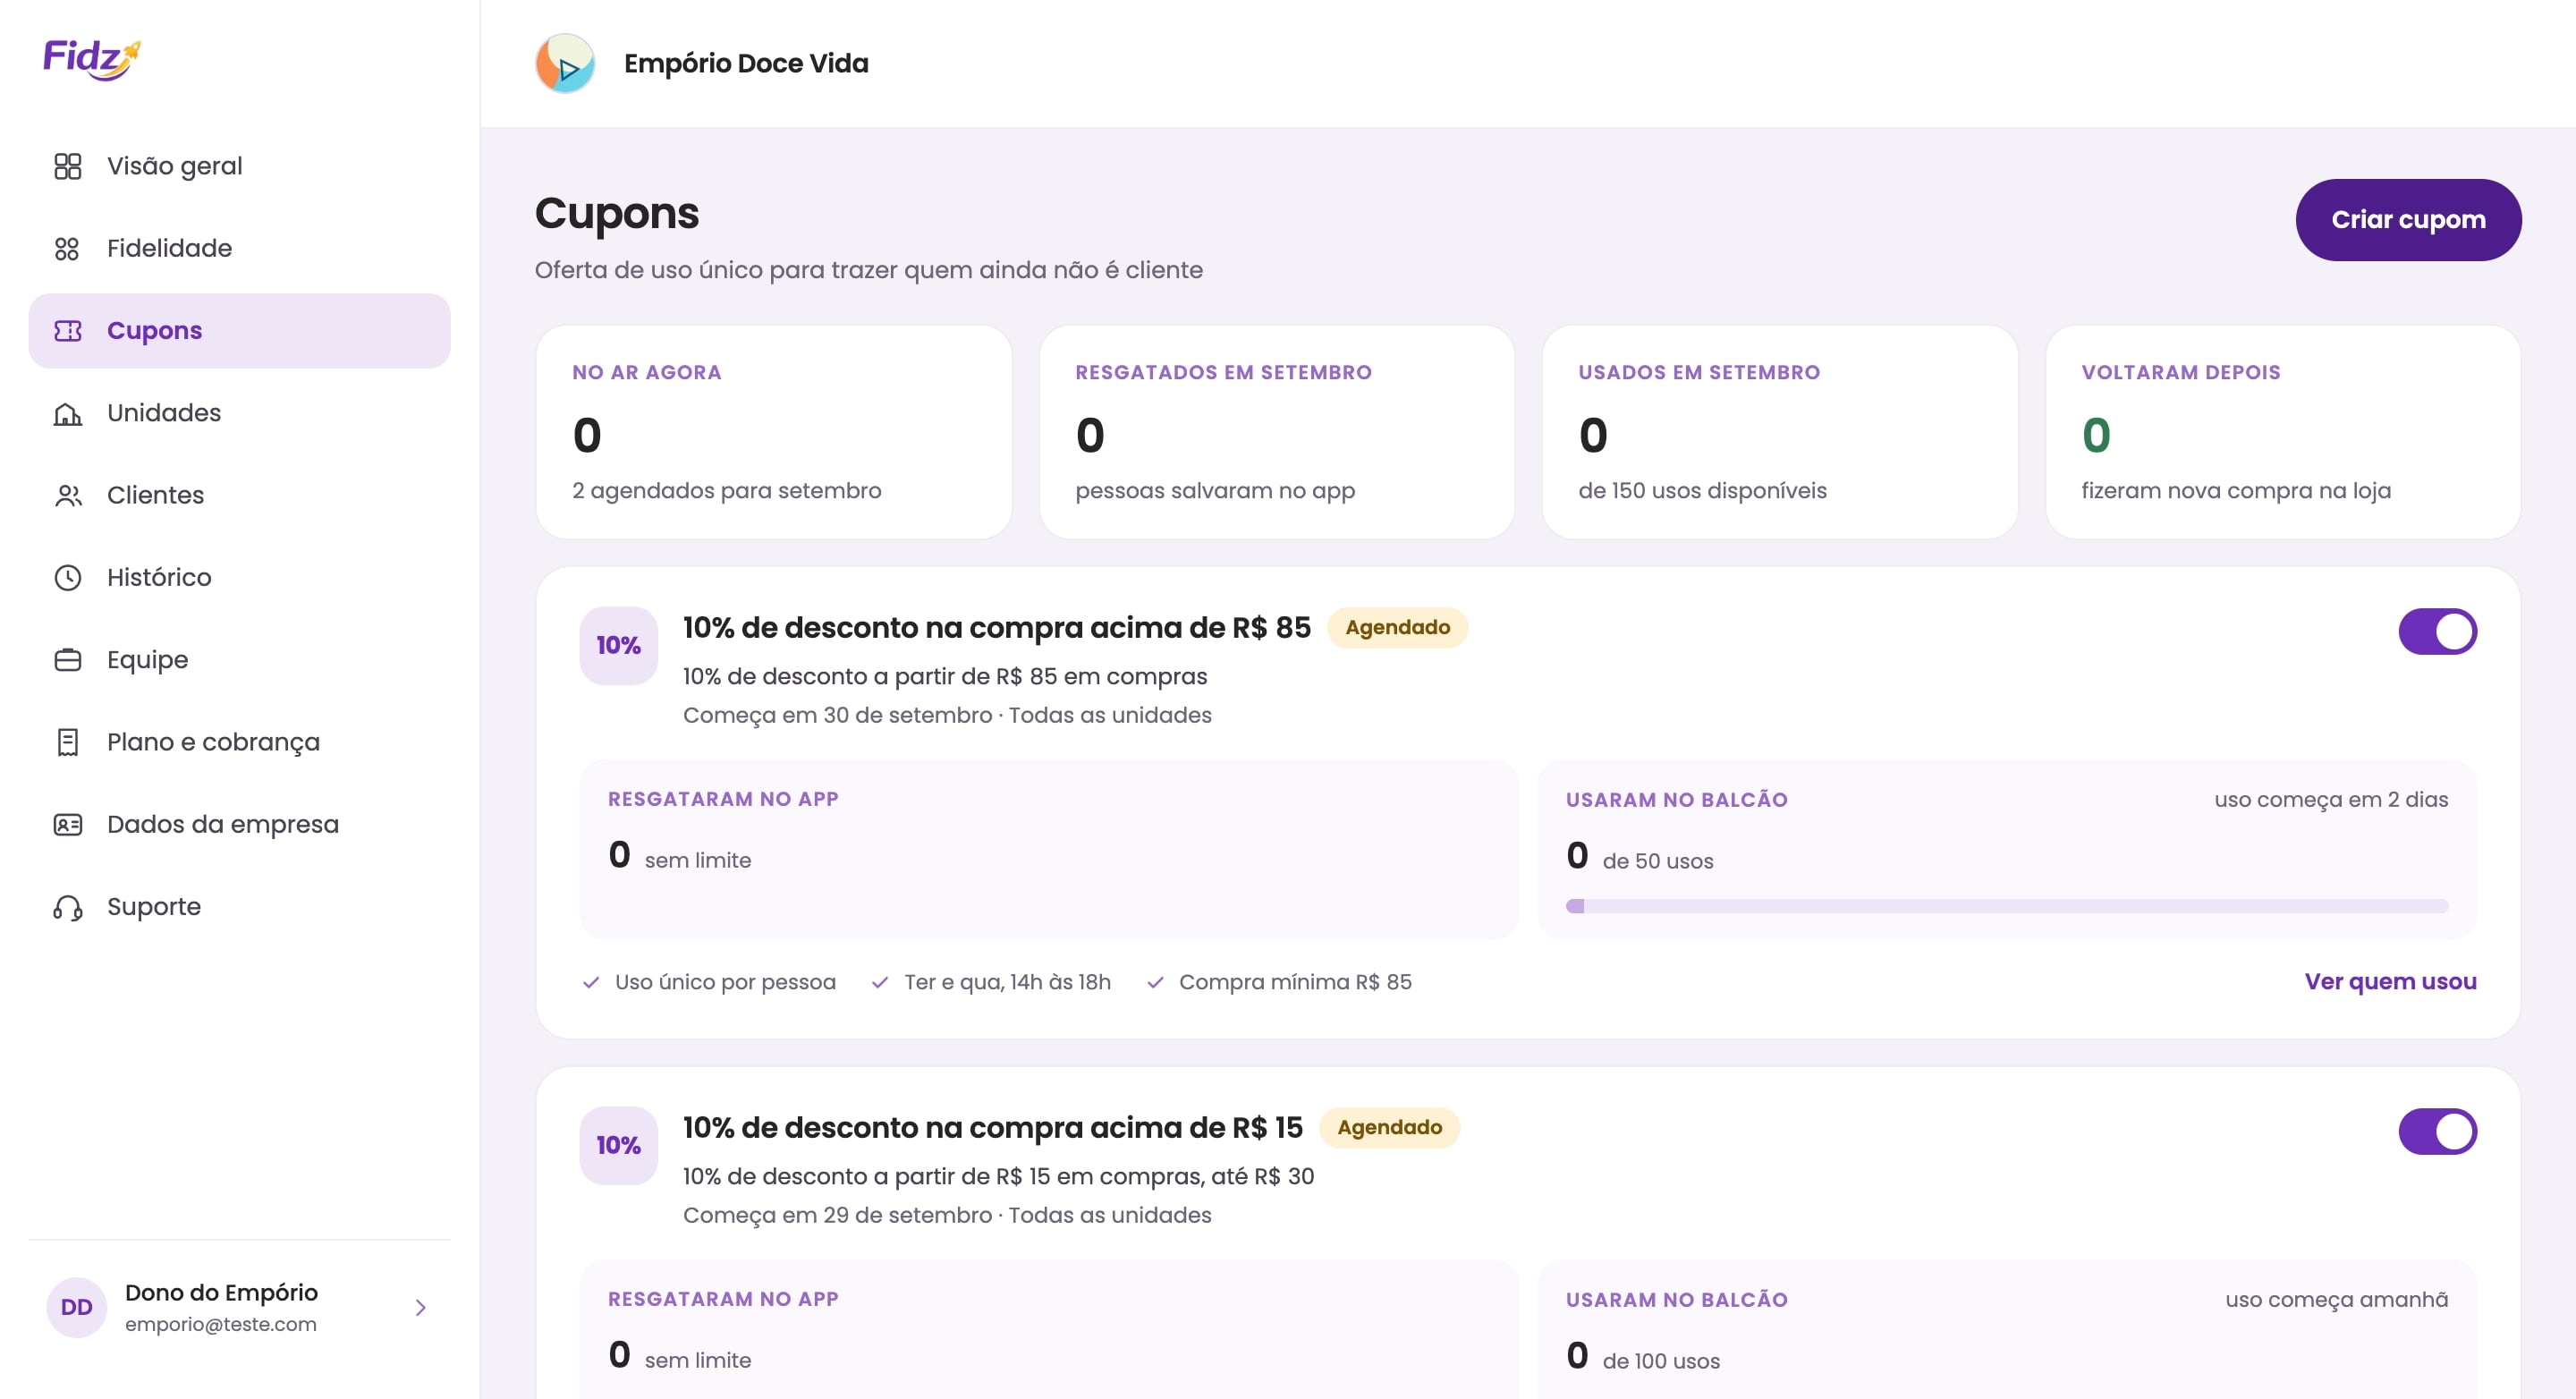 Fidz
Visão geral
Fidelidade
Cupons
Unidades
Clientes
Histórico
Equipe
Plano e cobrança
Dados da empresa
Suporte
DD
Dono do Empório
emporio@teste.com
Empório Doce Vida
Cupons
Oferta de uso único para trazer quem ainda não é cliente
Criar cupom
NO AR AGORA
0
2 agendados para setembro
RESGATADOS EM SETEMBRO
0
pessoas salvaram no app
USADOS EM SETEMBRO
0
de 150 usos disponíveis
VOLTARAM DEPOIS
0
fizeram nova compra na loja
10%
10% de desconto na compra acima de R$ 85 Agendado
10% de desconto a partir de R$ 85 em compras
Começa em 30 de setembro · Todas as unidades
RESGATARAM NO APP
0 sem limite
USARAM NO BALCÃO uso começa em 2 dias
0 de 50 usos
Uso único por pessoa Ter e qua, 14h às 18h Compra mínima R$ 85 Ver quem usou
10%
10% de desconto na compra acima de R$ 15 Agendado
10% de desconto a partir de R$ 15 em compras, até R$ 30
Começa em 29 de setembro · Todas as unidades
RESGATARAM NO APP
0 sem limite
USARAM NO BALCÃO uso começa amanhã
0 de 100 usos